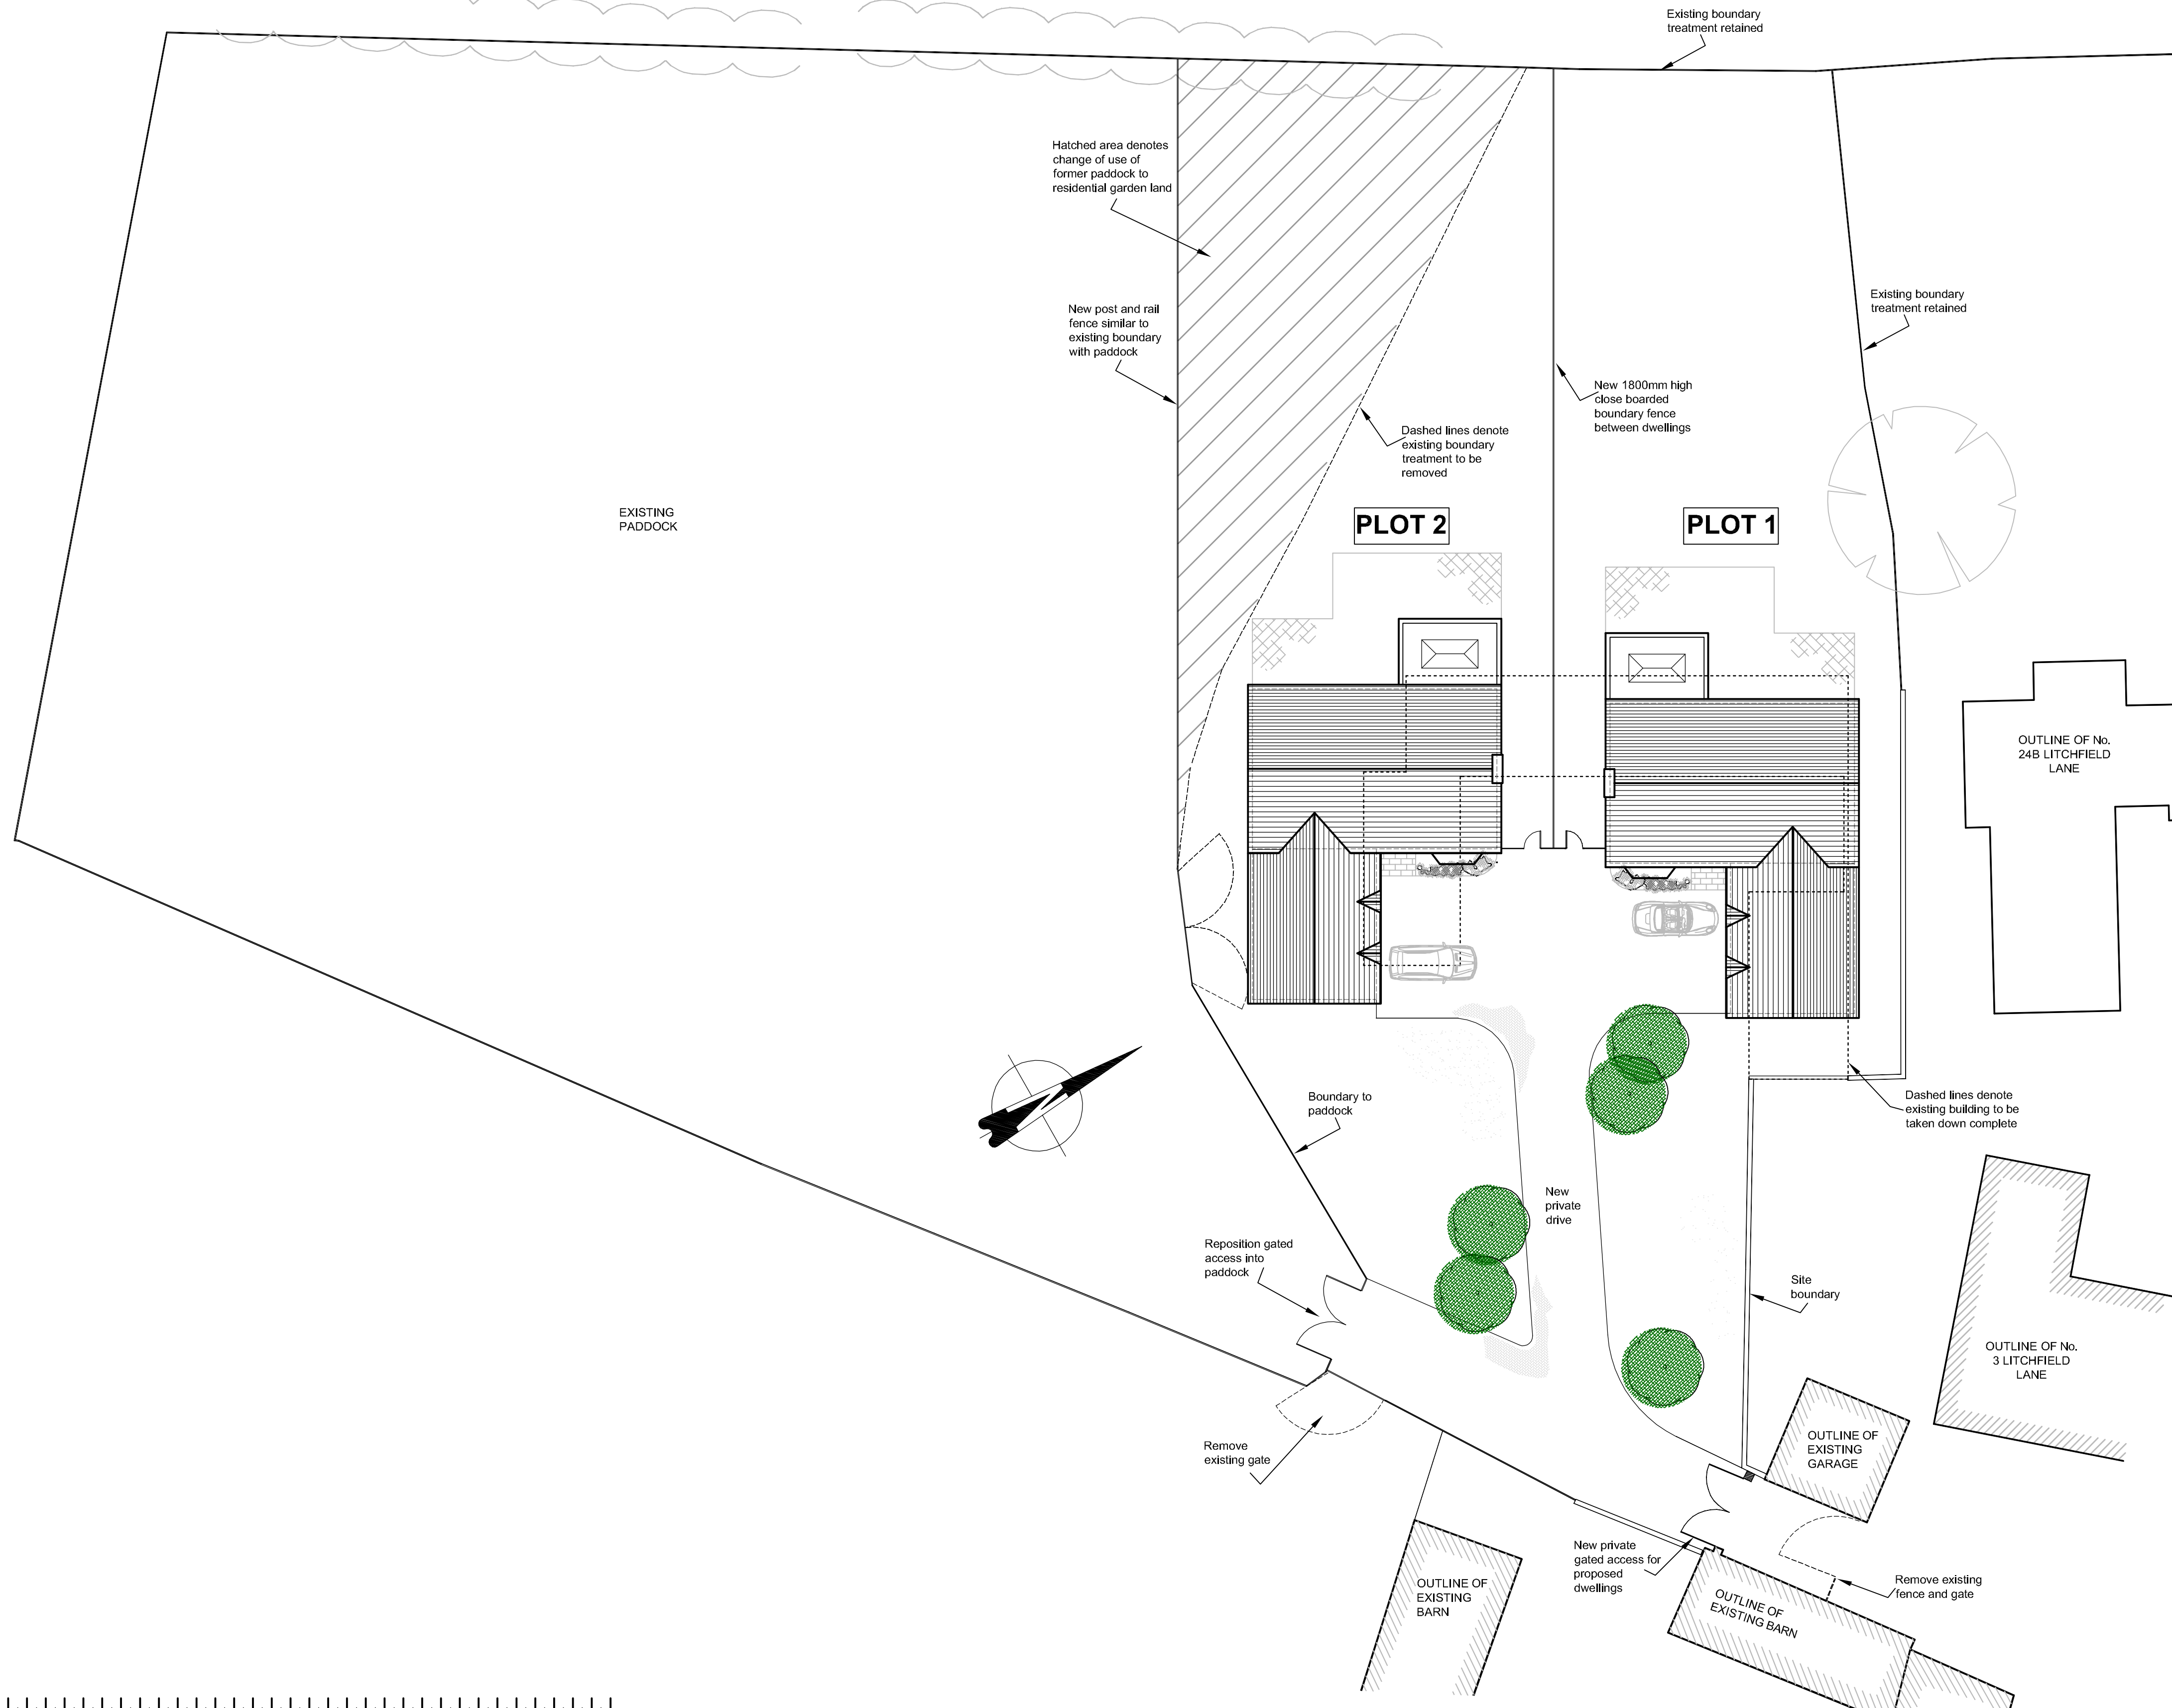 Existing boundary
treatment retained
Hatched area denotes
change of use of
former paddock to
residential garden land
New post and rail
fence similar to
existing boundary
with paddock
Existing boundary
treatment retained
New 1800mm high
close boarded
boundary fence
between dwellings
Dashed lines denote
existing boundary
treatment to be
removed
EXISTING
PADDOCK
PLOT 2
PLOT 1
OUTLINE OF No.
24B LITCHFIELD
LANE
Boundary to
paddock
Dashed lines denote
existing building to be
taken down complete
New
private
drive
Reposition gated
access into
paddock
Site
boundary
OUTLINE OF No.
3 LITCHFIELD
LANE
Remove
existing gate
OUTLINE OF
EXISTING
GARAGE
New private
gated access for
proposed
dwellings
OUTLINE OF
EXISTING
BARN
OUTLINE OF
EXISTING BARN
Remove existing
fence and gate